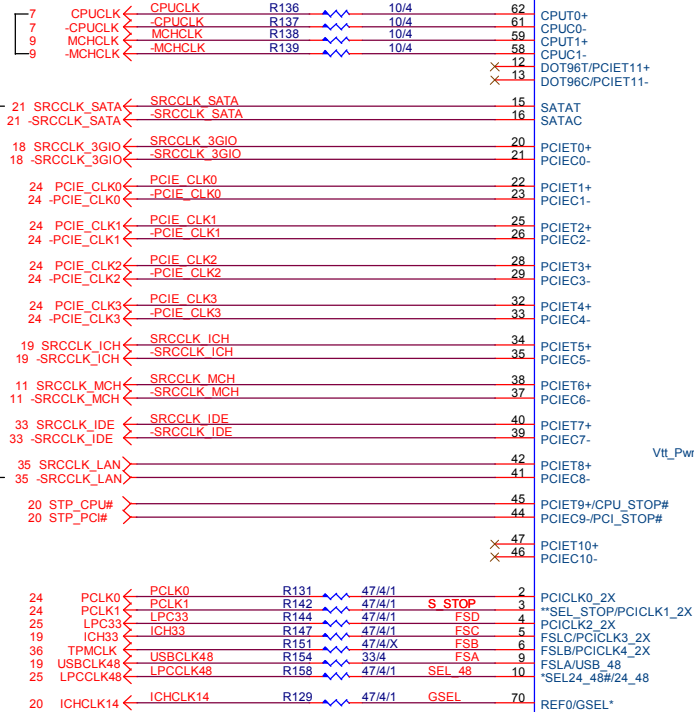 7 CPUCLK CPUCLK R136 10/4 62 CPUT0+
7 -CPUCLK -CPUCLK R137 10/4 61 CPUC0-
9 MCHCLK MCHCLK R138 10/4 59 CPUT1+
9 -MCHCLK -MCHCLK R139 10/4 58 CPUC1-
12 DOT96T/PCIET11+
13 DOT96C/PCIET11-
21 SRCCLK_SATA SRCCLK_SATA 15 SATAT
21 -SRCCLK_SATA -SRCCLK_SATA 16 SATAC
18 SRCCLK_3GIO SRCCLK_3GIO 20 PCIET0+
18 -SRCCLK_3GIO -SRCCLK_3GIO 21 PCIEC0-
24 PCIE_CLK0 PCIE_CLK0 22 PCIET1+
24 -PCIE_CLK0 -PCIE_CLK0 23 PCIEC1-
24 PCIE_CLK1 PCIE_CLK1 25 PCIET2+
24 -PCIE_CLK1 -PCIE_CLK1 26 PCIEC2-
24 PCIE_CLK2 PCIE_CLK2 28 PCIET3+
24 -PCIE_CLK2 -PCIE_CLK2 29 PCIEC3-
24 PCIE_CLK3 PCIE_CLK3 32 PCIET4+
24 -PCIE_CLK3 -PCIE_CLK3 33 PCIEC4-
19 SRCCLK_ICH SRCCLK_ICH 34 PCIET5+
19 -SRCCLK_ICH -SRCCLK_ICH 35 PCIEC5-
11 SRCCLK_MCH SRCCLK_MCH 38 PCIET6+
11 -SRCCLK_MCH -SRCCLK_MCH 37 PCIEC6-
33 SRCCLK_IDE SRCCLK_IDE 40 PCIET7+
33 -SRCCLK_IDE -SRCCLK_IDE 39 PCIEC7-
Vtt_Pwr
35 SRCCLK_LAN 42 PCIET8+
35 -SRCCLK_LAN 41 PCIEC8-
20 STP_CPU# 45 PCIET9+/CPU_STOP#
20 STP_PCI# 44 PCIEC9-/PCI_STOP#
47 PCIET10+
46 PCIEC10-
24 PCLK0 PCLK0 R131 47/4/1 2 PCICLK0_2X
24 PCLK1 PCLK1 R142 47/4/1 S_STOP 3 **SEL_STOP/PCICLK1_2X
25 LPC33 LPC33 R144 47/4/1 FSD 4 PCICLK2_2X
19 ICH33 ICH33 R147 47/4/1 FSC 5 FSLC/PCICLK3_2X
36 TPMCLK R151 47/4/X FSB 6 FSLB/PCICLK4_2X
19 USBCLK48 USBCLK48 R154 33/4 FSA 9 FSLA/USB_48
25 LPCCLK48 LPCCLK48 R158 47/4/1 SEL_48 10 *SEL24_48#/24_48
20 ICHCLK14 ICHCLK14 R129 47/4/1 GSEL 70 REF0/GSEL*